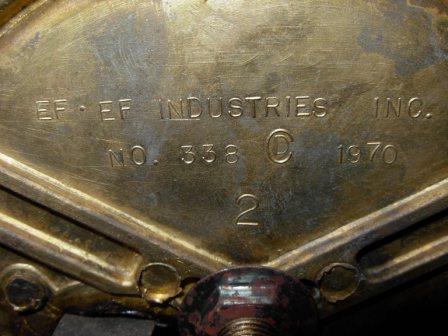 EF · EF INDUSTRIES INC.
NO. 338 © 1970
2